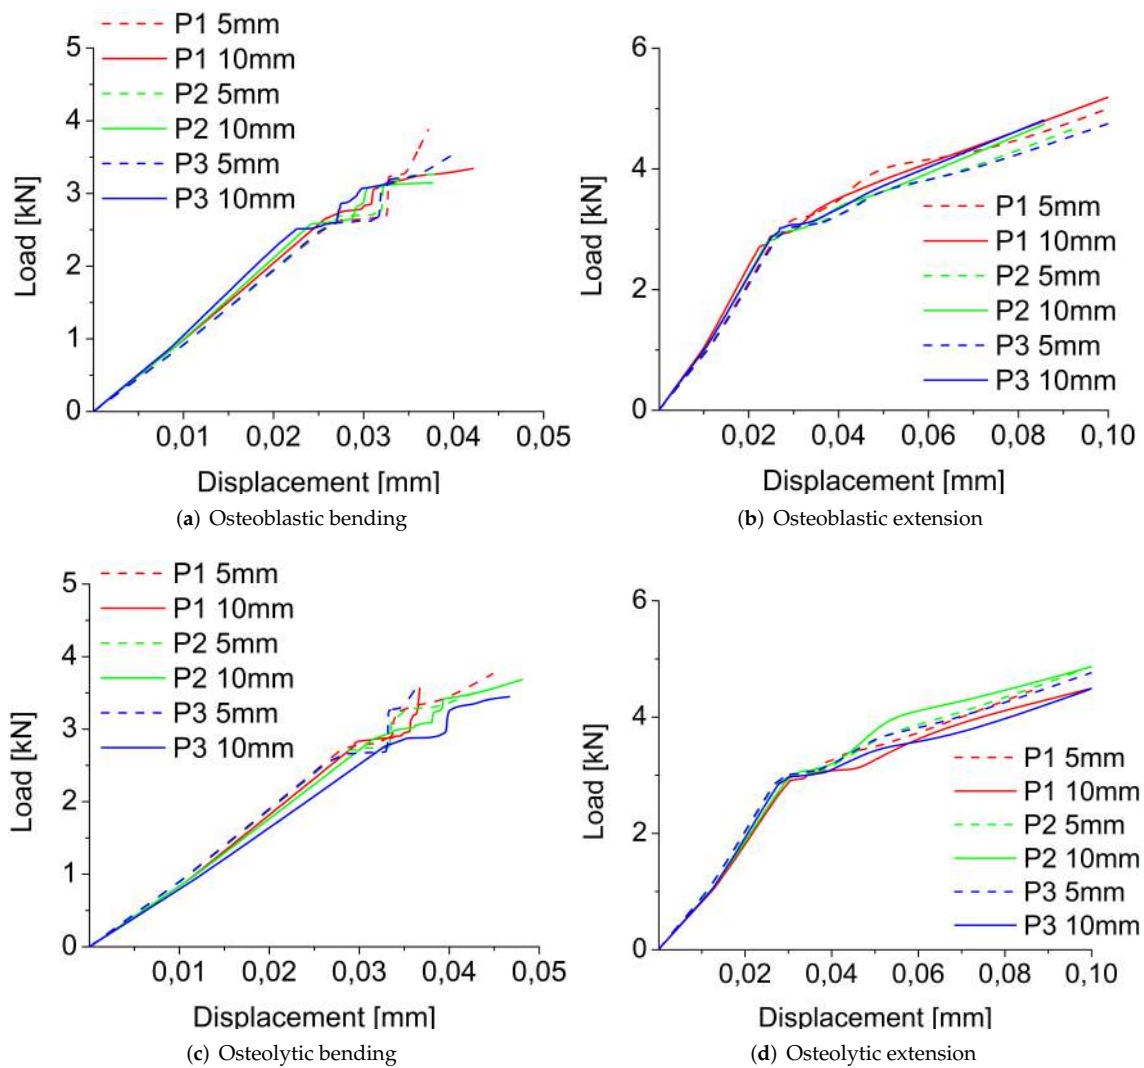 P1 5mm
P1 10mm
P2 5mm
P2 10mm
P3 5mm
P3 10mm
5
4
3
2
1
0
Load [kN]
0,01 0,02 0,03 0,04 0,05
Displacement [mm]
(a) Osteoblastic bending
6
4
2
0
Load [kN]
P1 5mm
P1 10mm
P2 5mm
P2 10mm
P3 5mm
P3 10mm
0,02 0,04 0,06 0,08 0,10
Displacement [mm]
(b) Osteoblastic extension
P1 5mm
P1 10mm
P2 5mm
P2 10mm
P3 5mm
P3 10mm
5
4
3
2
1
0
Load [kN]
0,01 0,02 0,03 0,04 0,05
Displacement [mm]
(c) Osteolytic bending
6
4
2
0
Load [kN]
P1 5mm
P1 10mm
P2 5mm
P2 10mm
P3 5mm
P3 10mm
0,02 0,04 0,06 0,08 0,10
Displacement [mm]
(d) Osteolytic extension